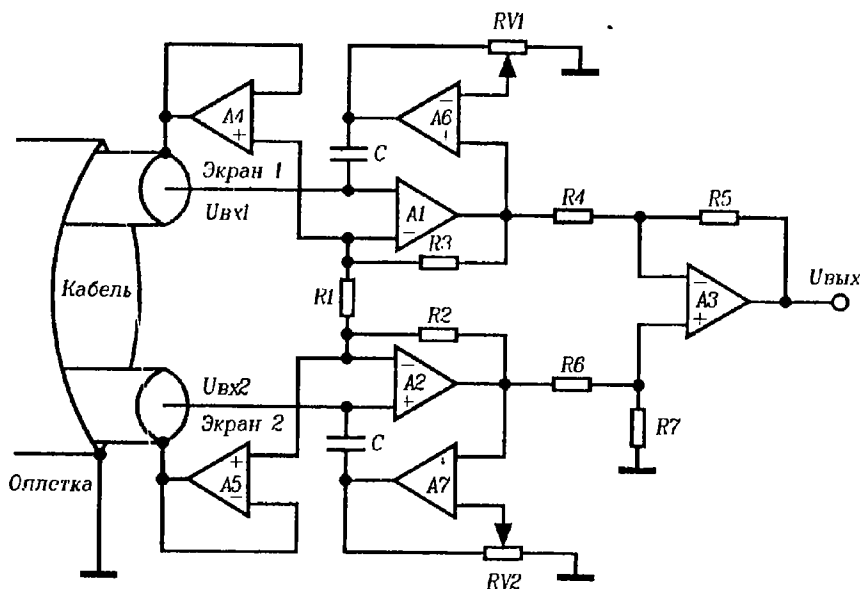 RV1
A4
+
A6
−
+
Экран 1
C
Uвх1
A1
−
R4
R5
R3
Кабель
R1
Uвых
−
A3
+
R2
Uвх2
−
A2
+
R6
Экран 2
C
R7
Оплетка
+
A5
−
A7
−
RV2